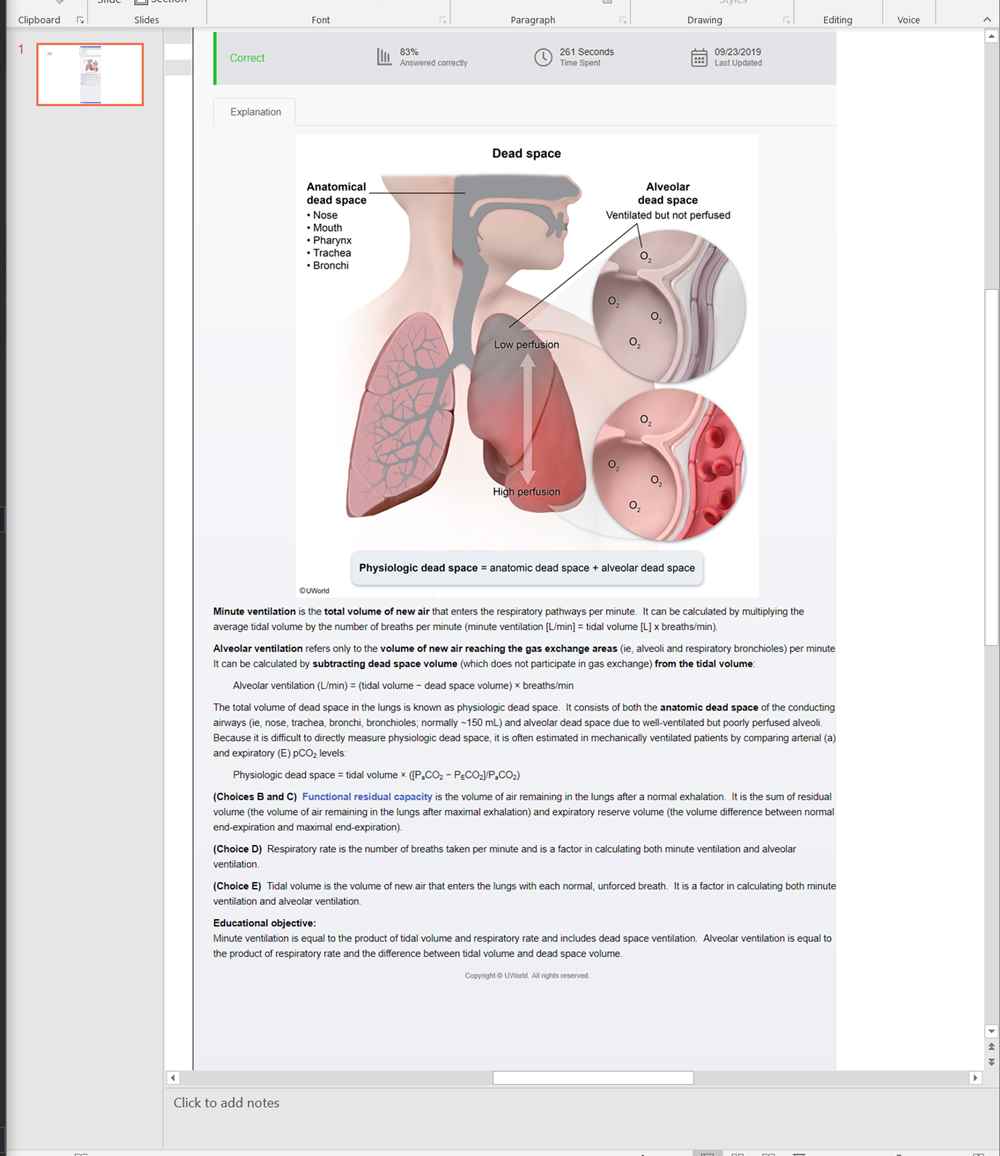 Slide
Section
Styles
Clipboard
Slides
Font
Paragraph
Drawing
Editing
Voice
1
Correct
83%
Answered correctly
261 Seconds
Time Spent
09/23/2019
Last Updated
Explanation
Dead space
Anatomical
dead space
• Nose
• Mouth
• Pharynx
• Trachea
• Bronchi
Alveolar
dead space
Ventilated but not perfused
O₂
O₂
O₂
O₂
Low perfusion
O₂
O₂
O₂
O₂
High perfusion
Physiologic dead space = anatomic dead space + alveolar dead space
©UWorld
Minute ventilation is the total volume of new air that enters the respiratory pathways per minute. It can be calculated by multiplying the
average tidal volume by the number of breaths per minute (minute ventilation [L/min] = tidal volume [L] x breaths/min).
Alveolar ventilation refers only to the volume of new air reaching the gas exchange areas (ie, alveoli and respiratory bronchioles) per minute
It can be calculated by subtracting dead space volume (which does not participate in gas exchange) from the tidal volume:
Alveolar ventilation (L/min) = (tidal volume − dead space volume) × breaths/min
The total volume of dead space in the lungs is known as physiologic dead space. It consists of both the anatomic dead space of the conducting
airways (ie, nose, trachea, bronchi, bronchioles; normally ~150 mL) and alveolar dead space due to well-ventilated but poorly perfused alveoli.
Because it is difficult to directly measure physiologic dead space, it is often estimated in mechanically ventilated patients by comparing arterial (a)
and expiratory (E) pCO₂ levels:
Physiologic dead space = tidal volume × ([PₐCO₂ − PᴇCO₂]/PₐCO₂)
(Choices B and C) Functional residual capacity is the volume of air remaining in the lungs after a normal exhalation. It is the sum of residual
volume (the volume of air remaining in the lungs after maximal exhalation) and expiratory reserve volume (the volume difference between normal
end-expiration and maximal end-expiration).
(Choice D) Respiratory rate is the number of breaths taken per minute and is a factor in calculating both minute ventilation and alveolar
ventilation.
(Choice E) Tidal volume is the volume of new air that enters the lungs with each normal, unforced breath. It is a factor in calculating both minute
ventilation and alveolar ventilation.
Educational objective:
Minute ventilation is equal to the product of tidal volume and respiratory rate and includes dead space ventilation. Alveolar ventilation is equal to
the product of respiratory rate and the difference between tidal volume and dead space volume.
Copyright © UWorld. All rights reserved.
Click to add notes